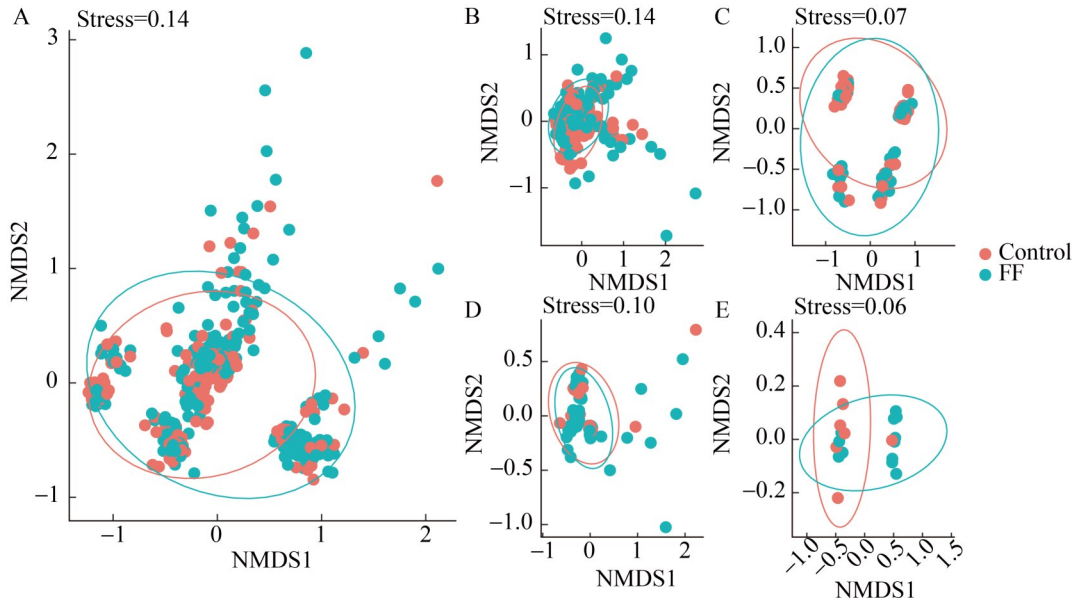 A
Stress=0.14
3
2
1
0
−1
NMDS2
−1
0
1
2
NMDS1
B
Stress=0.14
1
0
−1
NMDS2
−1
0
1
2
NMDS1
C
Stress=0.07
1.0
0.5
0.0
−0.5
−1.0
NMDS2
−1
0
1
NMDS1
Control
FF
D
Stress=0.10
0.5
0.0
−0.5
−1.0
NMDS2
−1
0
1
2
NMDS1
E
Stress=0.06
0.4
0.2
0.0
−0.2
NMDS2
−1.0
−0.5
0.0
0.5
1.0
1.5
NMDS1